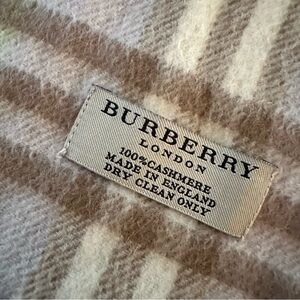 BURBERRY
LONDON
100% CASHMERE
MADE IN ENGLAND
DRY CLEAN ONLY